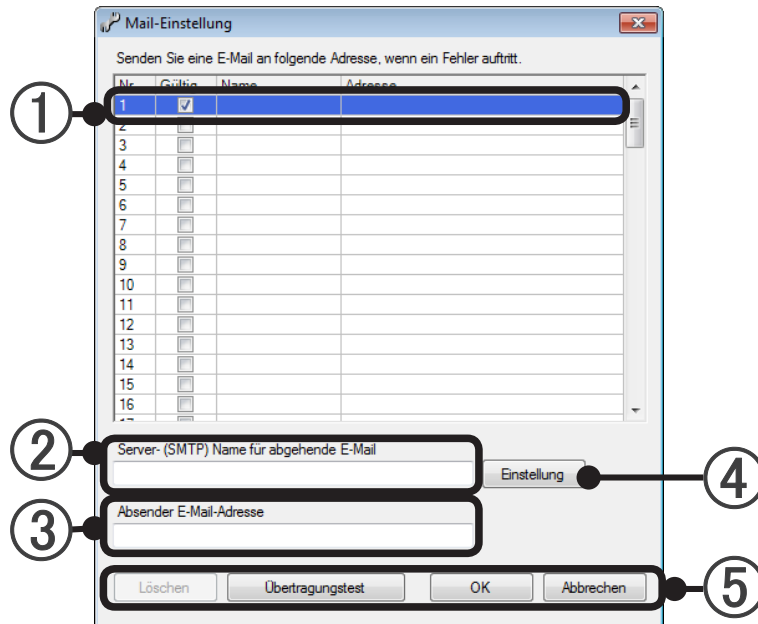 Mail-Einstellung
Senden Sie eine E-Mail an folgende Adresse, wenn ein Fehler auftritt.
Nr. Gültig Name Adresse
① 1
2
3
4
5
6
7
8
9
10
11
12
13
14
15
16
17
② Server- (SMTP) Name für abgehende E-Mail
Einstellung ④
③ Absender E-Mail-Adresse
Löschen Übertragungstest OK Abbrechen ⑤